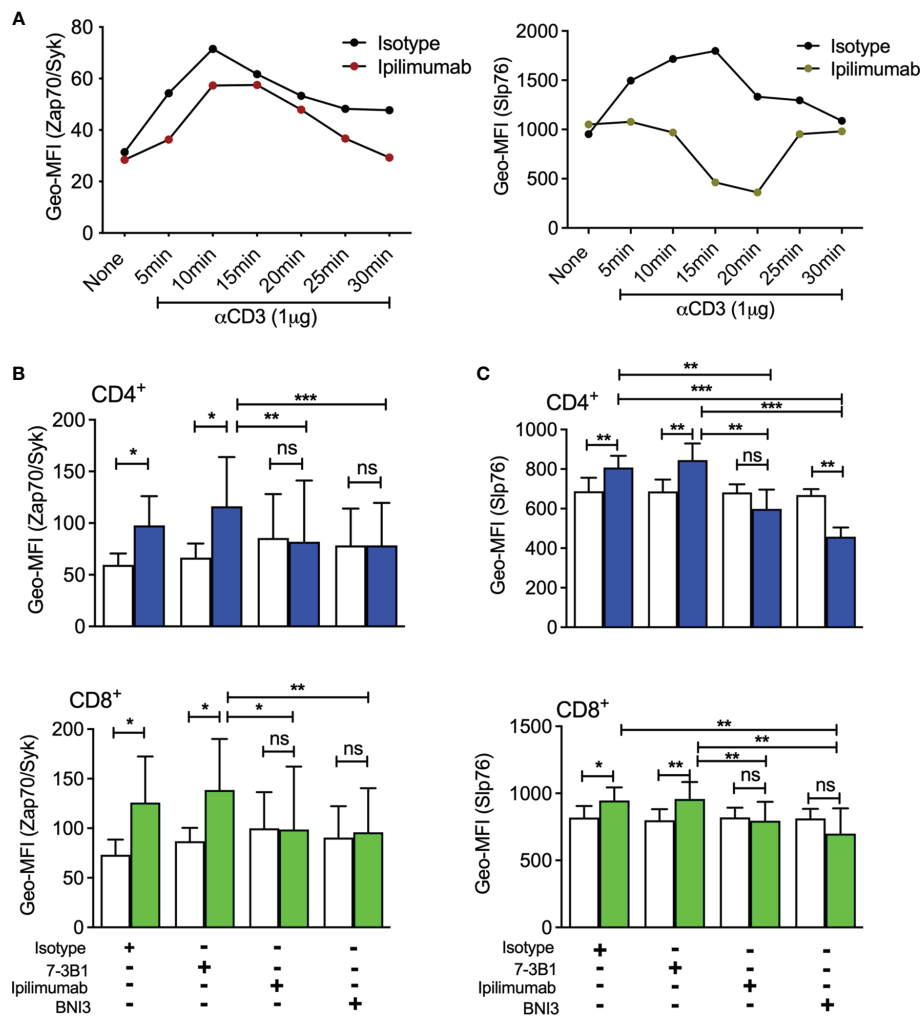 A
Geo-MFI (Zap70/Syk)
80
60
40
20
0
Isotype
Ipilimumab
None
5min
10min
15min
20min
25min
30min
αCD3 (1μg)
Geo-MFI (Slp76)
2000
1500
1000
500
0
Isotype
Ipilimumab
None
5min
10min
15min
20min
25min
30min
αCD3 (1μg)
B
CD4+
Geo-MFI (Zap70/Syk)
200
150
100
50
0
***
* * **
ns
ns
CD8+
Geo-MFI (Zap70/Syk)
200
150
100
50
0
**
* * *
ns
ns
Isotype + - - -
7-3B1 - + - -
Ipilimumab - - + -
BNI3 - - - +
C
CD4+
Geo-MFI (Slp76)
1000
800
600
400
200
0
**
***
***
** ** **
ns
**
CD8+
Geo-MFI (Slp76)
1500
1000
500
0
**
**
**
* **
ns
ns
Isotype + - - -
7-3B1 - + - -
Ipilimumab - - + -
BNI3 - - - +